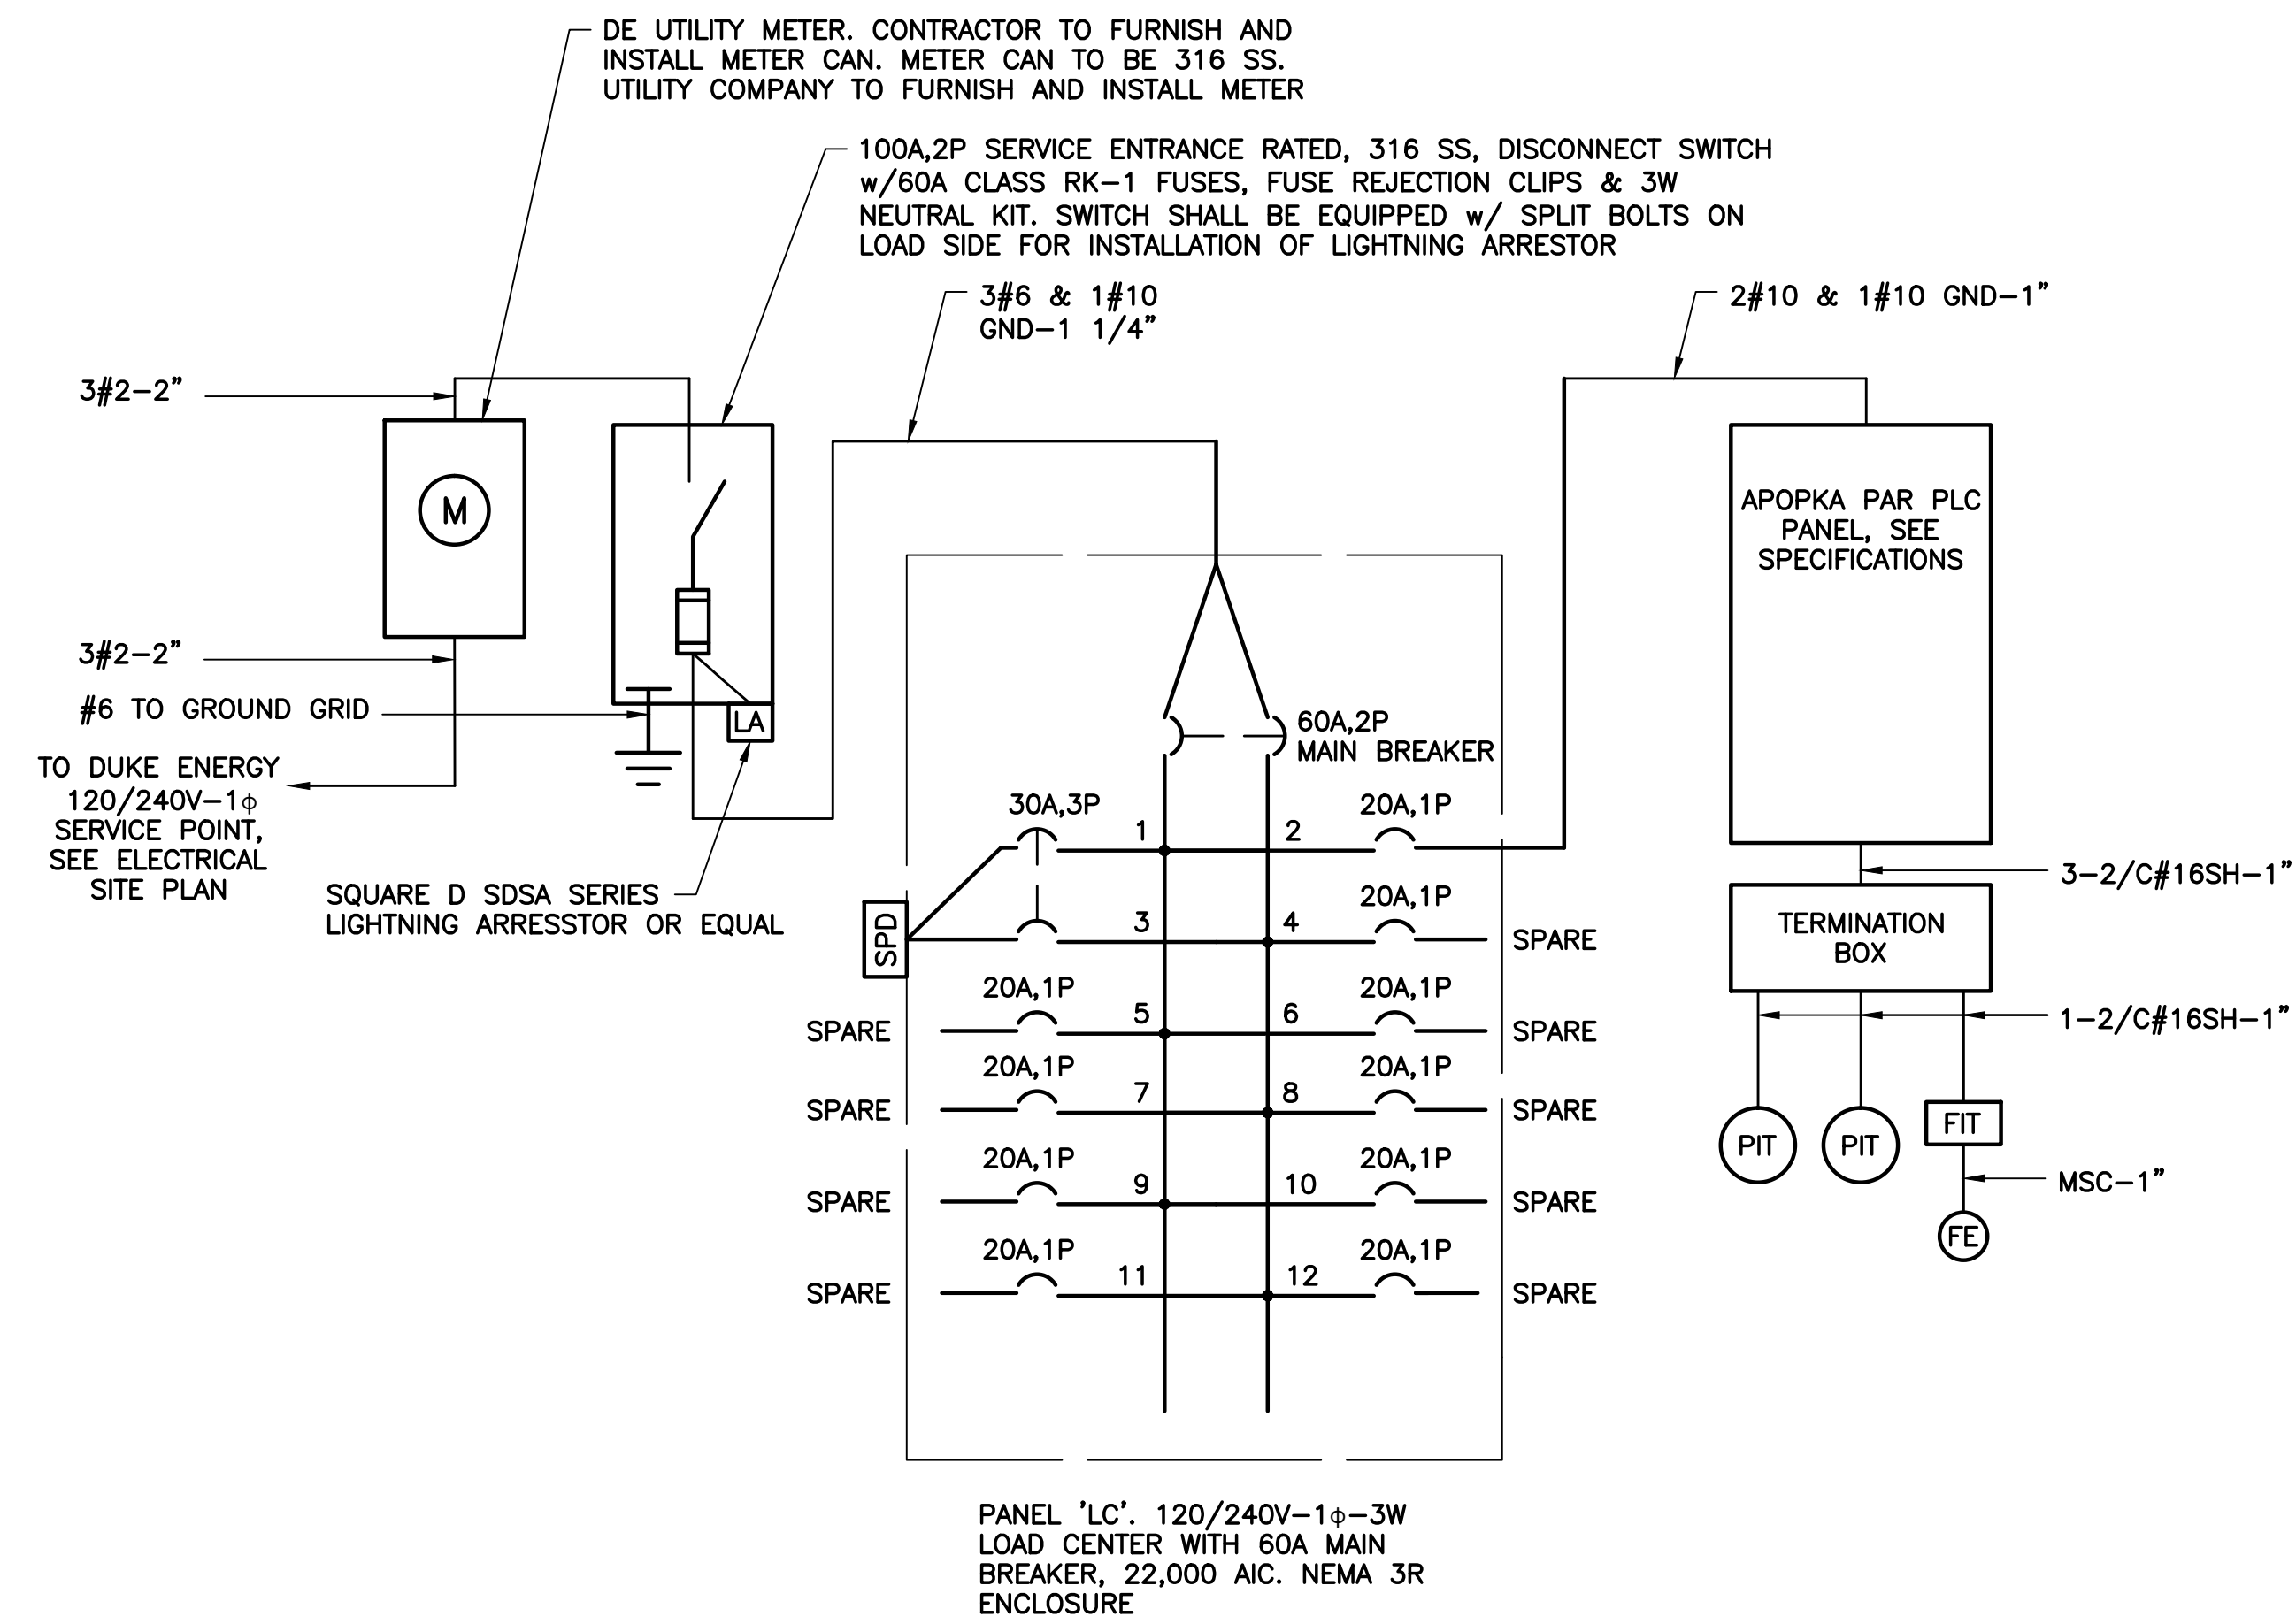 DE UTILITY METER. CONTRACTOR TO FURNISH AND
INSTALL METER CAN. METER CAN TO BE 316 SS.
UTILITY COMPANY TO FURNISH AND INSTALL METER
100A,2P SERVICE ENTRANCE RATED, 316 SS, DISCONNECT SWITCH
w/60A CLASS RK-1 FUSES, FUSE REJECTION CLIPS & 3W
NEUTRAL KIT. SWITCH SHALL BE EQUIPPED w/ SPLIT BOLTS ON
LOAD SIDE FOR INSTALLATION OF LIGHTNING ARRESTOR
3#6 & 1#10
GND-1 1/4"
2#10 & 1#10 GND-1"
3#2-2"
M
3#2-2"
#6 TO GROUND GRID
LA
TO DUKE ENERGY
120/240V-1ϕ
SERVICE POINT,
SEE ELECTRICAL
SITE PLAN
SQUARE D SDSA SERIES
LIGHTNING ARRESSTOR OR EQUAL
APOPKA PAR PLC
PANEL, SEE
SPECIFICATIONS
60A,2P
MAIN BREAKER
30A,3P
1
2
20A,1P
SPD
3
4
20A,1P
SPARE
SPARE
20A,1P
5
6
20A,1P
SPARE
SPARE
20A,1P
7
8
20A,1P
SPARE
SPARE
20A,1P
9
10
20A,1P
SPARE
SPARE
20A,1P
11
12
20A,1P
SPARE
3-2/C#16SH-1"
TERMINATION
BOX
1-2/C#16SH-1"
PIT
PIT
FIT
MSC-1"
FE
PANEL 'LC'. 120/240V-1ϕ-3W
LOAD CENTER WITH 60A MAIN
BREAKER, 22,000 AIC. NEMA 3R
ENCLOSURE